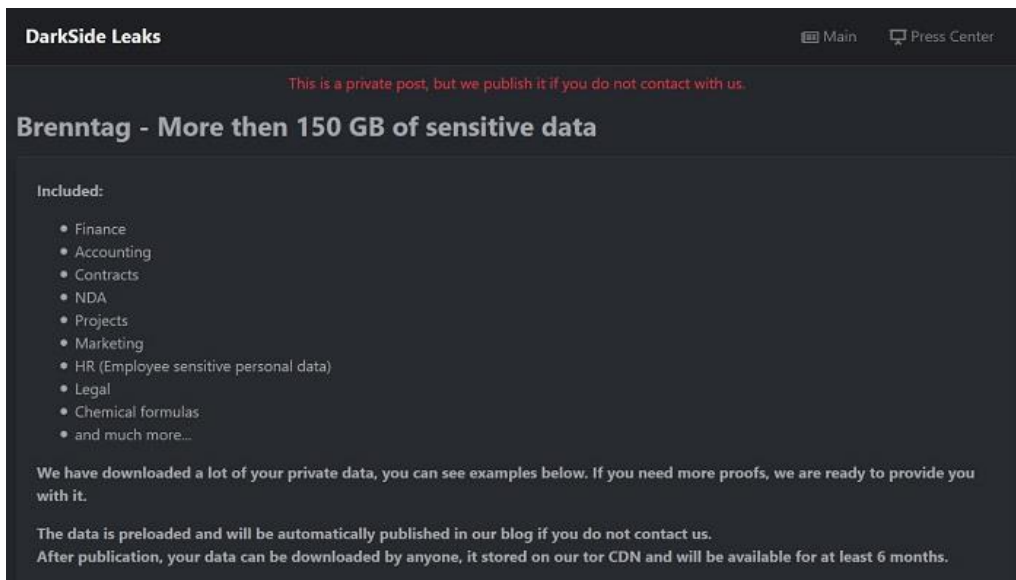 DarkSide Leaks
Main
Press Center
This is a private post, but we publish it if you do not contact with us.
Brenntag - More then 150 GB of sensitive data
Included:
Finance
Accounting
Contracts
NDA
Projects
Marketing
HR (Employee sensitive personal data)
Legal
Chemical formulas
and much more...
We have downloaded a lot of your private data, you can see examples below. If you need more proofs, we are ready to provide you
with it.
The data is preloaded and will be automatically published in our blog if you do not contact us.
After publication, your data can be downloaded by anyone, it stored on our tor CDN and will be available for at least 6 months.